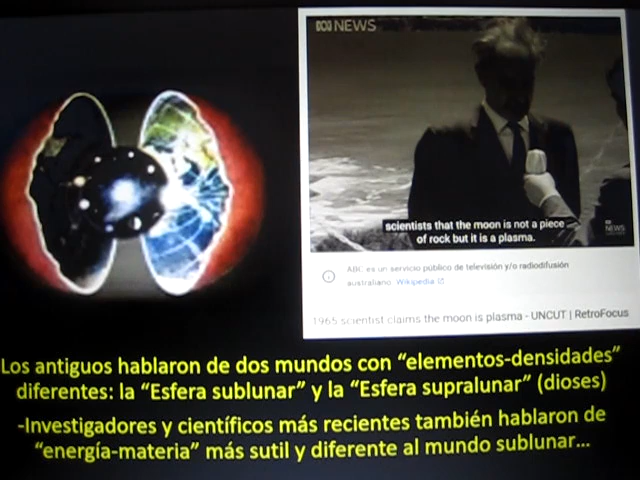 ABC NEWS
scientists that the moon is not a piece
of rock but it is a plasma.
NEWS
ABC es un servicio público de televisión y/o radiodifusión
australiano. Wikipedia
1965 scientist claims the moon is plasma - UNCUT | RetroFocus
Los antiguos hablaron de dos mundos con “elementos-densidades”
diferentes: la “Esfera sublunar” y la “Esfera supralunar” (dioses)
-Investigadores y científicos más recientes también hablaron de
“energía-materia” más sutil y diferente al mundo sublunar...